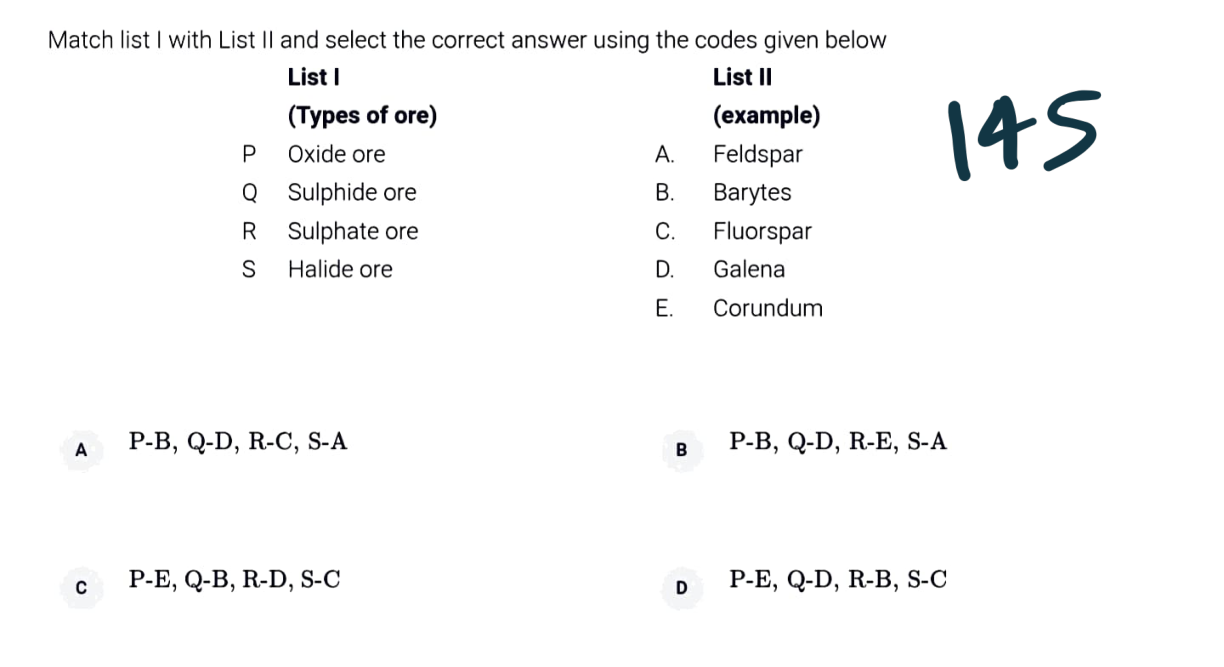 Match list I with List II and select the correct answer using the codes given below
List I List II
(Types of ore) (example)
145
P Oxide ore A. Feldspar
Q Sulphide ore B. Barytes
R Sulphate ore C. Fluorspar
S Halide ore D. Galena
E. Corundum
A P-B, Q-D, R-C, S-A
B P-B, Q-D, R-E, S-A
C P-E, Q-B, R-D, S-C
D P-E, Q-D, R-B, S-C